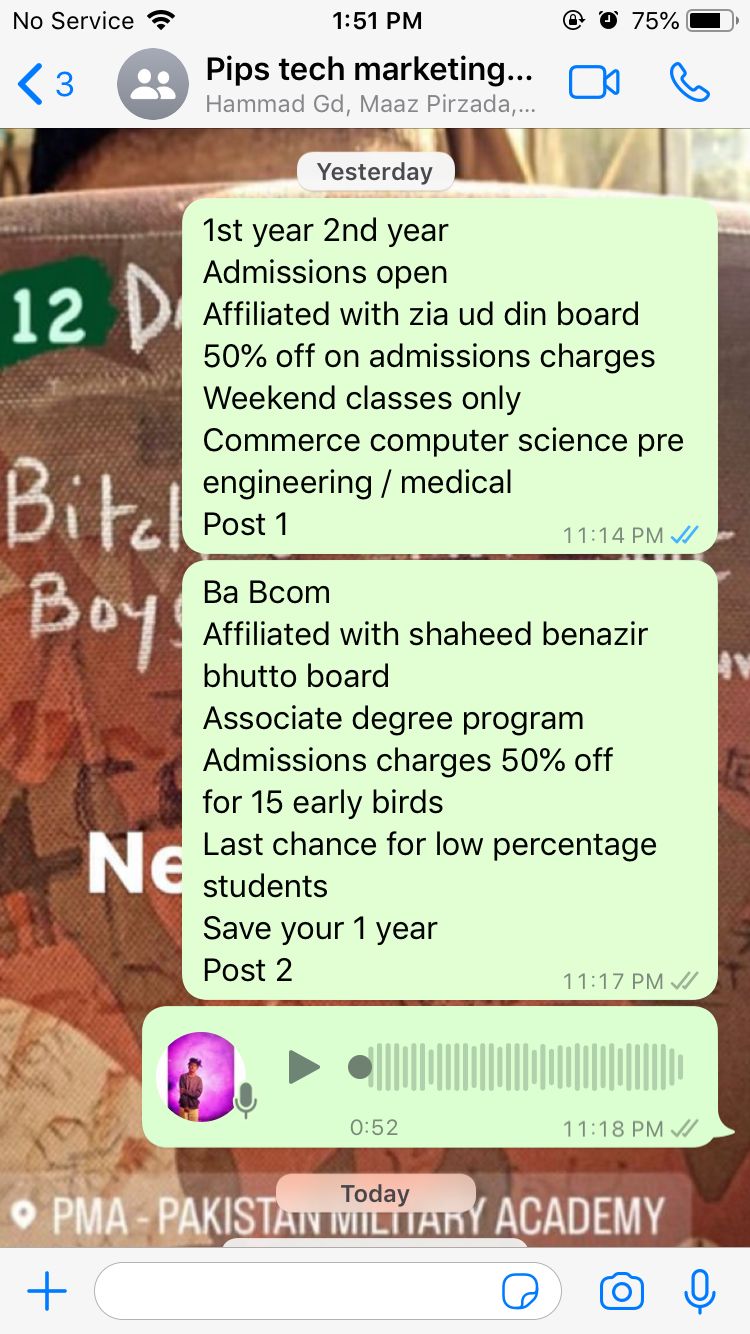 No Service
1:51 PM
75%
3
Pips tech marketing...
Hammad Gd, Maaz Pirzada,...
Yesterday
1st year 2nd year
Admissions open
Affiliated with zia ud din board
50% off on admissions charges
Weekend classes only
Commerce computer science pre
engineering / medical
Post 1
11:14 PM
12
Ba Bcom
Affiliated with shaheed benazir
bhutto board
Associate degree program
Admissions charges 50% off
for 15 early birds
Last chance for low percentage
students
Save your 1 year
Post 2
11:17 PM
Boys
0:52
11:18 PM
Today
PMA - PAKISTAN MILITARY ACADEMY